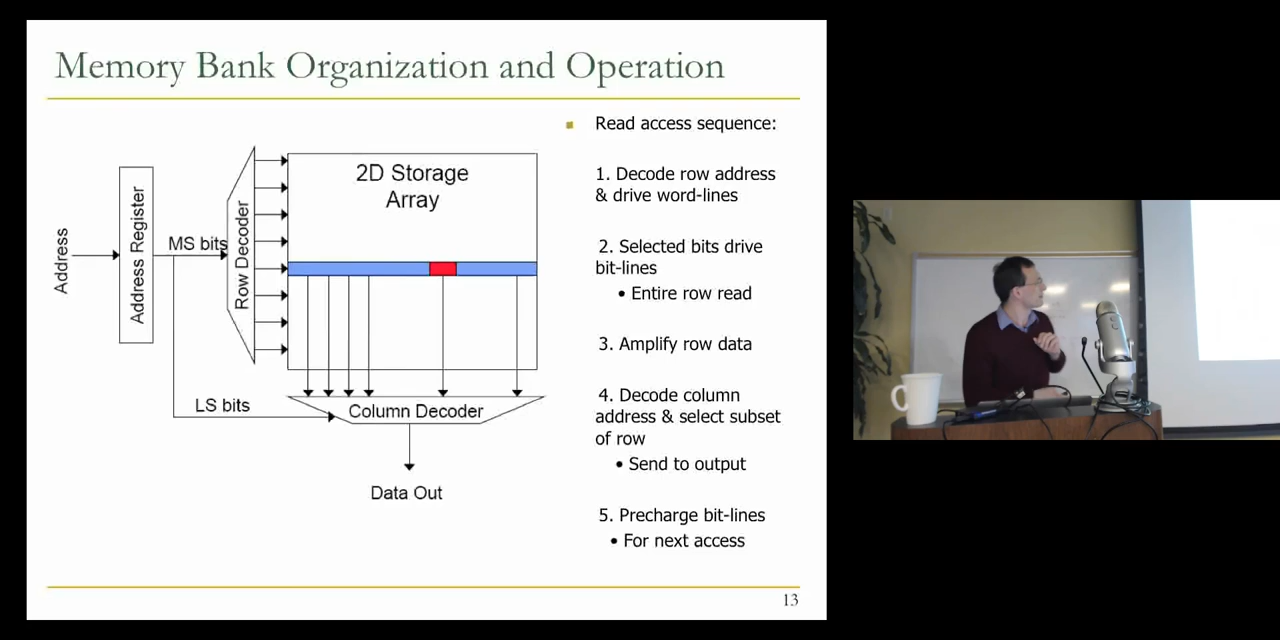 Memory Bank Organization and Operation
Address
Address Register
MS bits
Row Decoder
2D Storage
Array
LS bits
Column Decoder
Data Out
Read access sequence:
1. Decode row address
& drive word-lines
2. Selected bits drive
bit-lines
• Entire row read
3. Amplify row data
4. Decode column
address & select subset
of row
• Send to output
5. Precharge bit-lines
• For next access
13